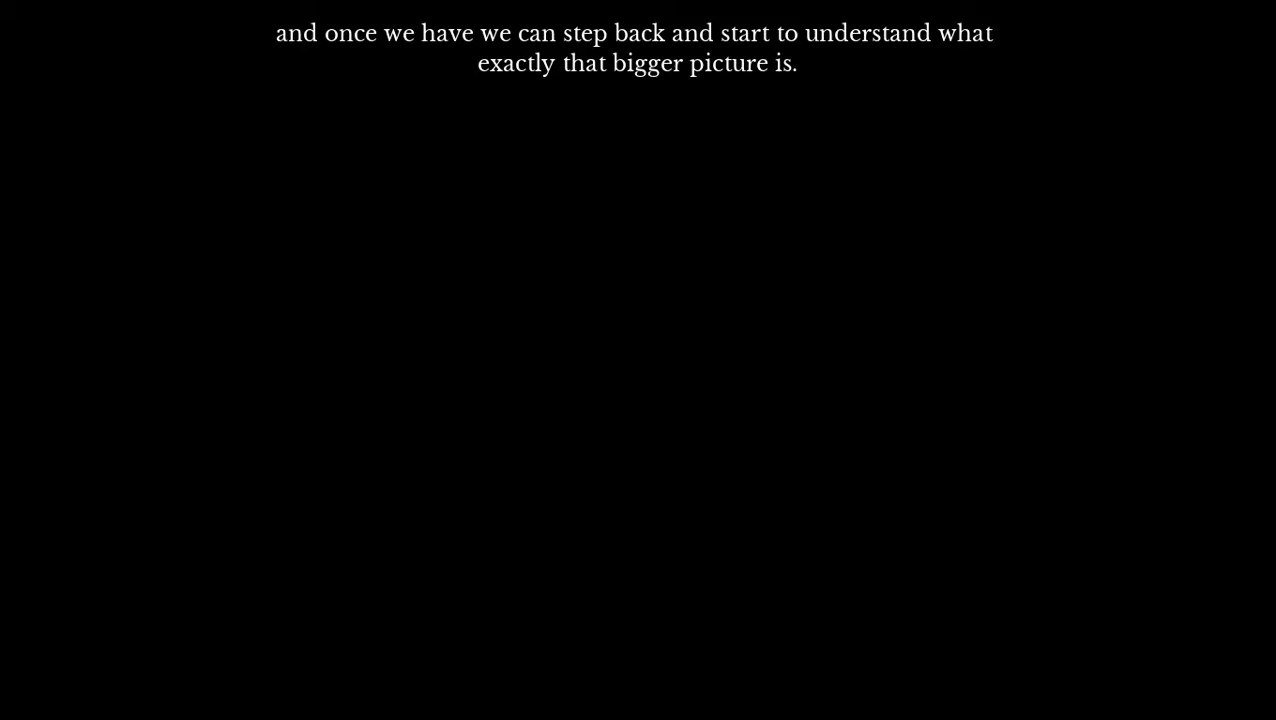 and once we have we can step back and start to understand what
exactly that bigger picture is.